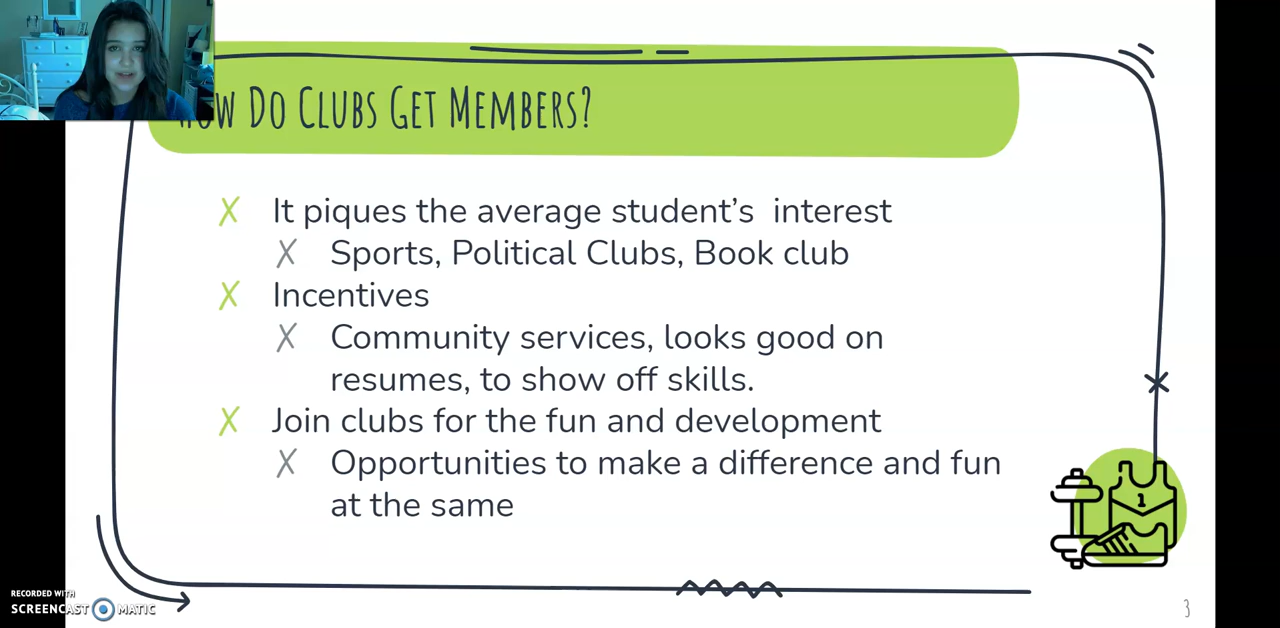 How Do Clubs Get Members?
It piques the average student’s  interest
Sports, Political Clubs, Book club
Incentives
Community services, looks good on
resumes, to show off skills.
Join clubs for the fun and development
Opportunities to make a difference and fun
at the same
1
RECORDED WITH
SCREENCAST MATIC
3